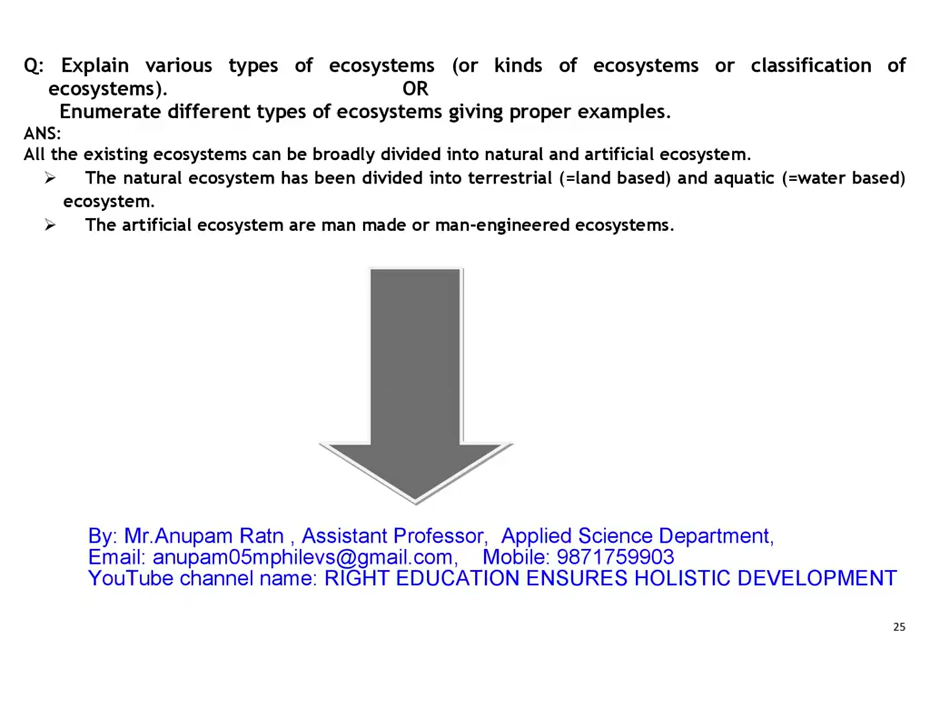 Q: Explain various types of ecosystems (or kinds of ecosystems or classification of
ecosystems). OR
Enumerate different types of ecosystems giving proper examples.
ANS:
All the existing ecosystems can be broadly divided into natural and artificial ecosystem.
➢ The natural ecosystem has been divided into terrestrial (=land based) and aquatic (=water based)
ecosystem.
➢ The artificial ecosystem are man made or man-engineered ecosystems.
By: Mr.Anupam Ratn , Assistant Professor, Applied Science Department,
Email: anupam05mphilevs@gmail.com, Mobile: 9871759903
YouTube channel name: RIGHT EDUCATION ENSURES HOLISTIC DEVELOPMENT
25